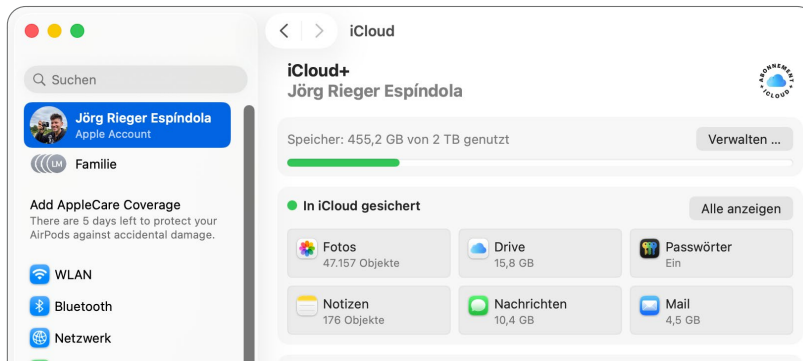 iCloud
Suchen
Jörg Rieger Espíndola
Apple Account
LM
Familie
Add AppleCare Coverage
There are 5 days left to protect your
AirPods against accidental damage.
WLAN
Bluetooth
Netzwerk
iCloud+
Jörg Rieger Espíndola
ABONNEMENT
ICLOUD
Speicher: 455,2 GB von 2 TB genutzt
Verwalten ...
In iCloud gesichert
Alle anzeigen
Fotos
47.157 Objekte
Drive
15,8 GB
Passwörter
Ein
Notizen
176 Objekte
Nachrichten
10,4 GB
Mail
4,5 GB